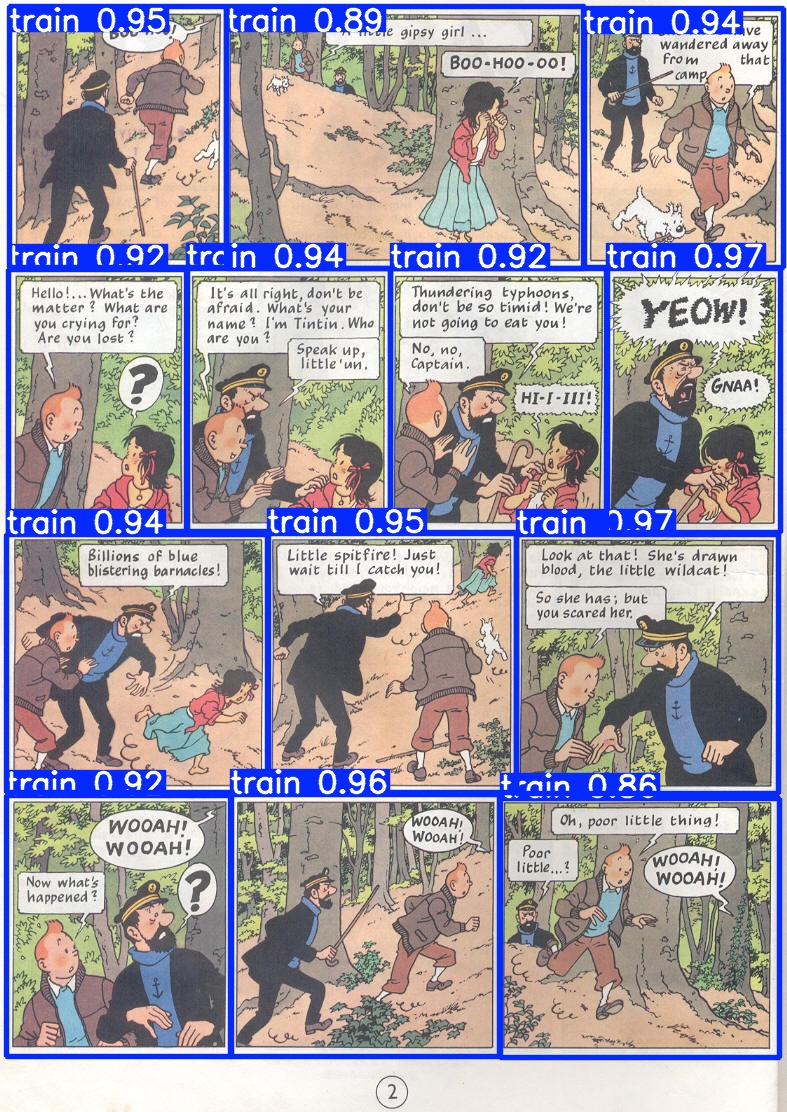 train 0.95
BOO-HOO!
train 0.89
little gipsy girl ...
BOO-HOO-OO!
train 0.94
wandered away
from that
camp
train 0.92
Hello!...What's the
matter? What are
you crying for?
Are you lost?
?
train 0.94
It's all right, don't be
afraid. What's your
name? I'm Tintin. Who
are you?
Speak up,
little 'un.
train 0.92
Thundering typhoons,
don't be so timid! We're
not going to eat you!
No, no,
Captain.
HI-I-III!
train 0.97
YEOW!
GNAA!
train 0.94
Billions of blue
blistering barnacles!
train 0.95
Little spitfire! Just
wait till I catch you!
train 0.97
Look at that! She's drawn
blood, the little wildcat!
So she has; but
you scared her.
train 0.92
WOOAH!
WOOAH!
Now what's
happened?
?
train 0.96
WOOAH!
WOOAH!
train 0.86
Oh, poor little thing!
Poor
little...?
WOOAH!
WOOAH!
2